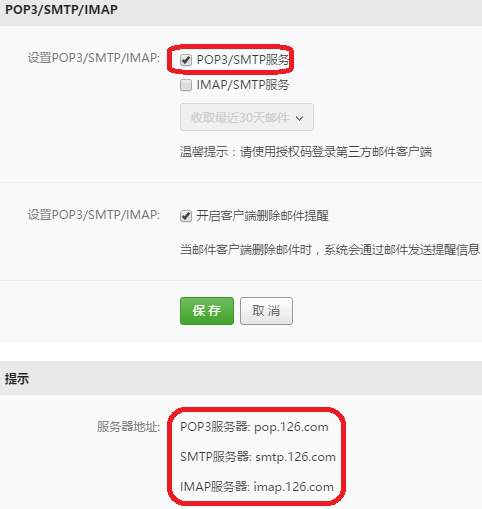 POP3/SMTP/IMAP
设置POP3/SMTP/IMAP: POP3/SMTP服务
IMAP/SMTP服务
收取最近30天邮件
温馨提示：请使用授权码登录第三方邮件客户端
设置POP3/SMTP/IMAP: 开启客户端删除邮件提醒
当邮件客户端删除邮件时，系统会通过邮件发送提醒信息
保 存 取 消
提示
服务器地址: POP3服务器: pop.126.com
SMTP服务器: smtp.126.com
IMAP服务器: imap.126.com